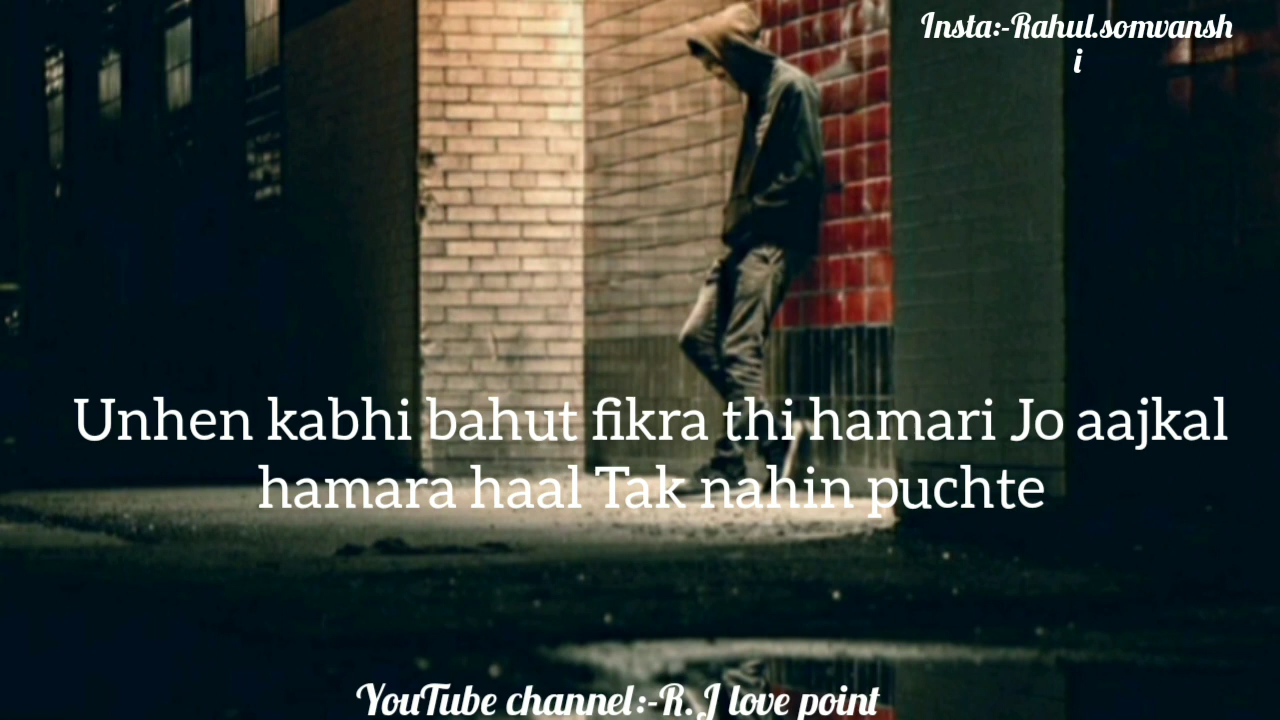 Insta:-Rahul.somvansh
i
Unhen kabhi bahut fikra thi hamari Jo aajkal
hamara haal Tak nahin puchte
YouTube channel:-R.J love point